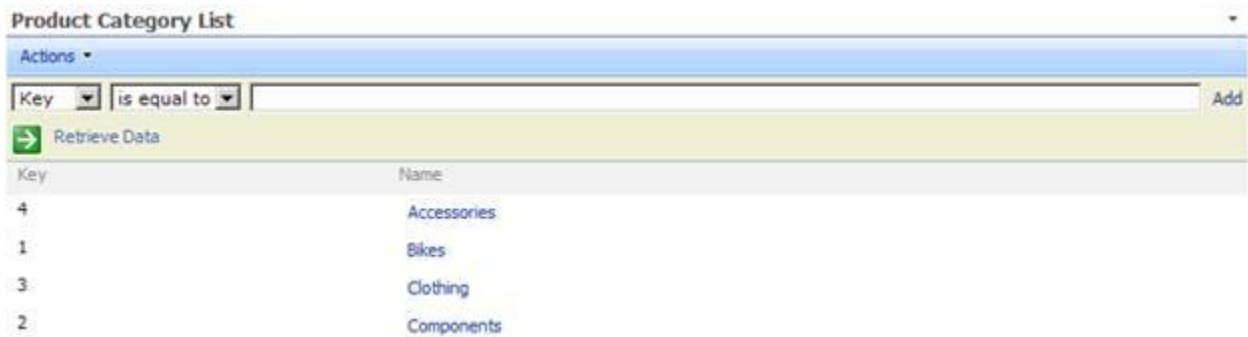 Product Category List
Actions
Key is equal to Add
Retrieve Data
Key Name
4 Accessories
1 Bikes
3 Clothing
2 Components